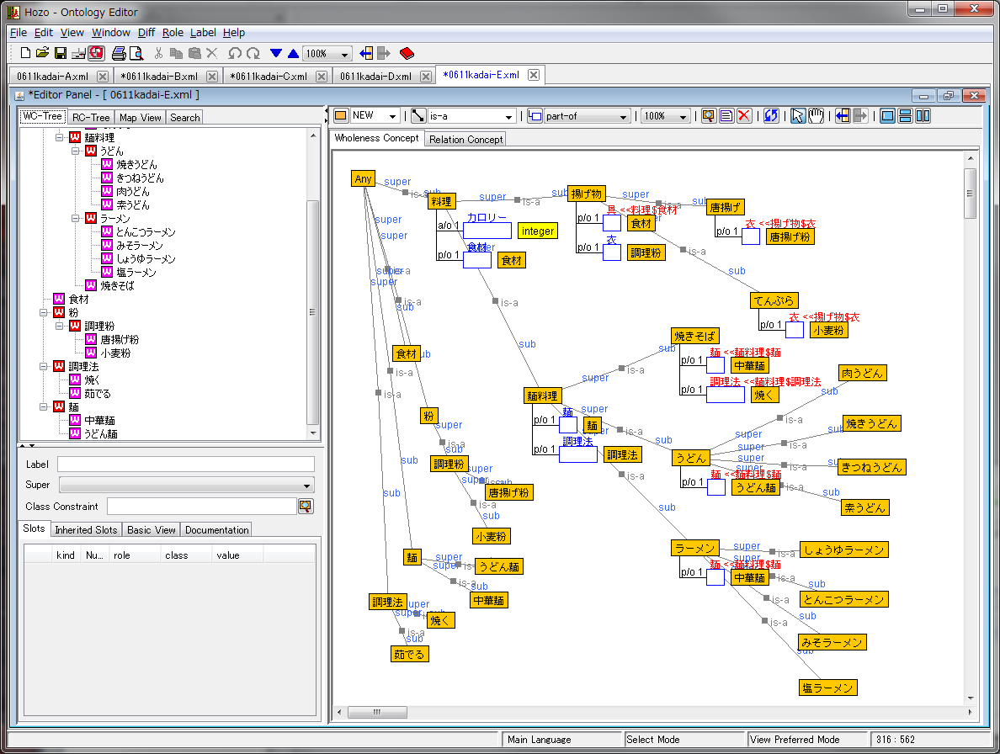 Hozo - Ontology Editor
File Edit View Window Diff Role Label Help
100%
0611kadai-A.xml *0611kadai-B.xml *0611kadai-C.xml 0611kadai-D.xml *0611kadai-E.xml
*Editor Panel - [ 0611kadai-E.xml ]
WC-Tree RC-Tree Map View Search
麺料理
うどん
焼きうどん
きつねうどん
肉うどん
素うどん
ラーメン
とんこつラーメン
みそラーメン
しょうゆラーメン
塩ラーメン
焼きそば
食材
粉
調理粉
唐揚げ粉
小麦粉
調理法
焼く
茹でる
麺
中華麺
うどん麺
Label
Super
Class Constraint
Slots Inherited Slots Basic View Documentation
kind Nu... role class value
NEW is-a part-of 100%
Wholeness Concept Relation Concept
Any super is-a sub
料理 super is-a sub
a/o 1 カロリー integer
p/o 1 食材 食材
揚げ物 super is-a sub
p/o 1 具 <<料理$食材 食材
p/o 1 衣 調理粉
唐揚げ
p/o 1 衣 <<揚げ物$衣 唐揚げ粉
is-a
sub
てんぷら
p/o 1 衣 <<揚げ物$衣 小麦粉
super
super
super is-a
super
is-a
sub
is-a
sub
食材 sub
is-a
is-a
焼きそば
sub
p/o 1 麺 <<麺料理$麺 中華麺
is-a
super
p/o 1 調理法 <<麺料理$調理法 焼く
麺料理
super
p/o 1 麺 麺
super is-a
p/o 1 調理法 調理法
sub
is-a
sub
肉うどん
sub
is-a
super
焼きうどん
sub
is-a
うどん super
super
きつねうどん
sub
is-a
super
p/o 1 麺 <<麺料理$麺 うどん麺
is-a
sub
素うどん
粉
super
is-a
sub
調理粉 super
super sub
唐揚げ粉
is-a
sub
小麦粉
sub
sub
麺 super
super is-a
うどん麺
is-a
sub
中華麺
調理法 super
super is-a sub
焼く
is-a
sub
茹でる
ラーメン super is-a しょうゆラーメン
super
p/o 1 麺 <<麺料理$麺 中華麺
is-a
sub
とんこつラーメン
is-a
sub
is-a
みそラーメン
sub
塩ラーメン
Main Language Select Mode View Preferred Mode 316 : 562